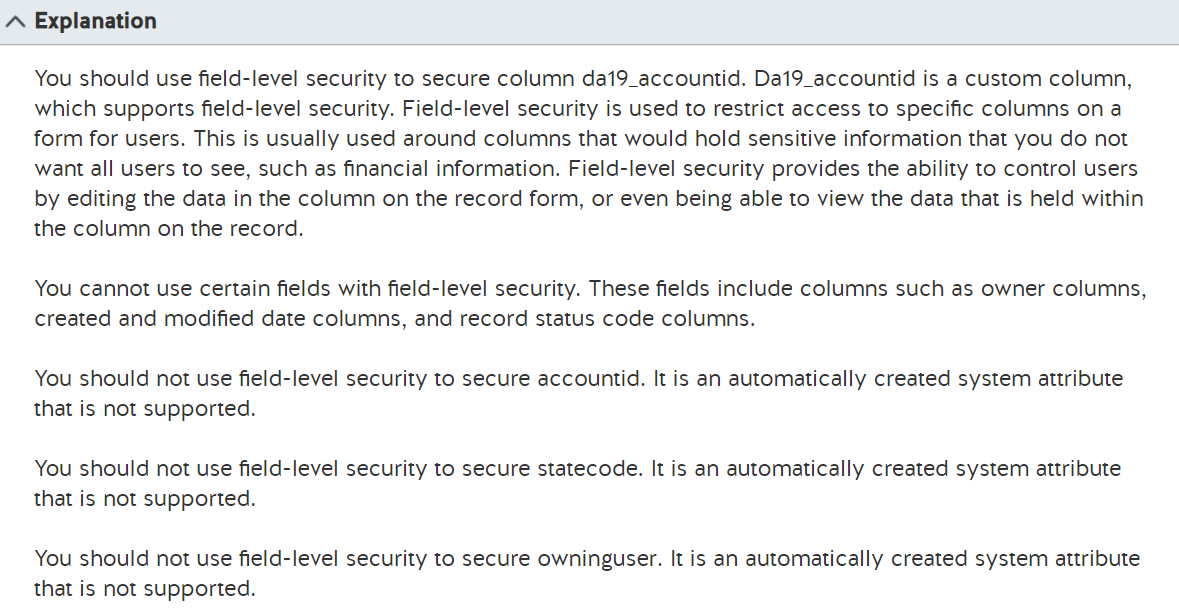 Explanation
You should use field-level security to secure column da19_accountid. Da19_accountid is a custom column,
which supports field-level security. Field-level security is used to restrict access to specific columns on a
form for users. This is usually used around columns that would hold sensitive information that you do not
want all users to see, such as financial information. Field-level security provides the ability to control users
by editing the data in the column on the record form, or even being able to view the data that is held within
the column on the record.
You cannot use certain fields with field-level security. These fields include columns such as owner columns,
created and modified date columns, and record status code columns.
You should not use field-level security to secure accountid. It is an automatically created system attribute
that is not supported.
You should not use field-level security to secure statecode. It is an automatically created system attribute
that is not supported.
You should not use field-level security to secure owninguser. It is an automatically created system attribute
that is not supported.